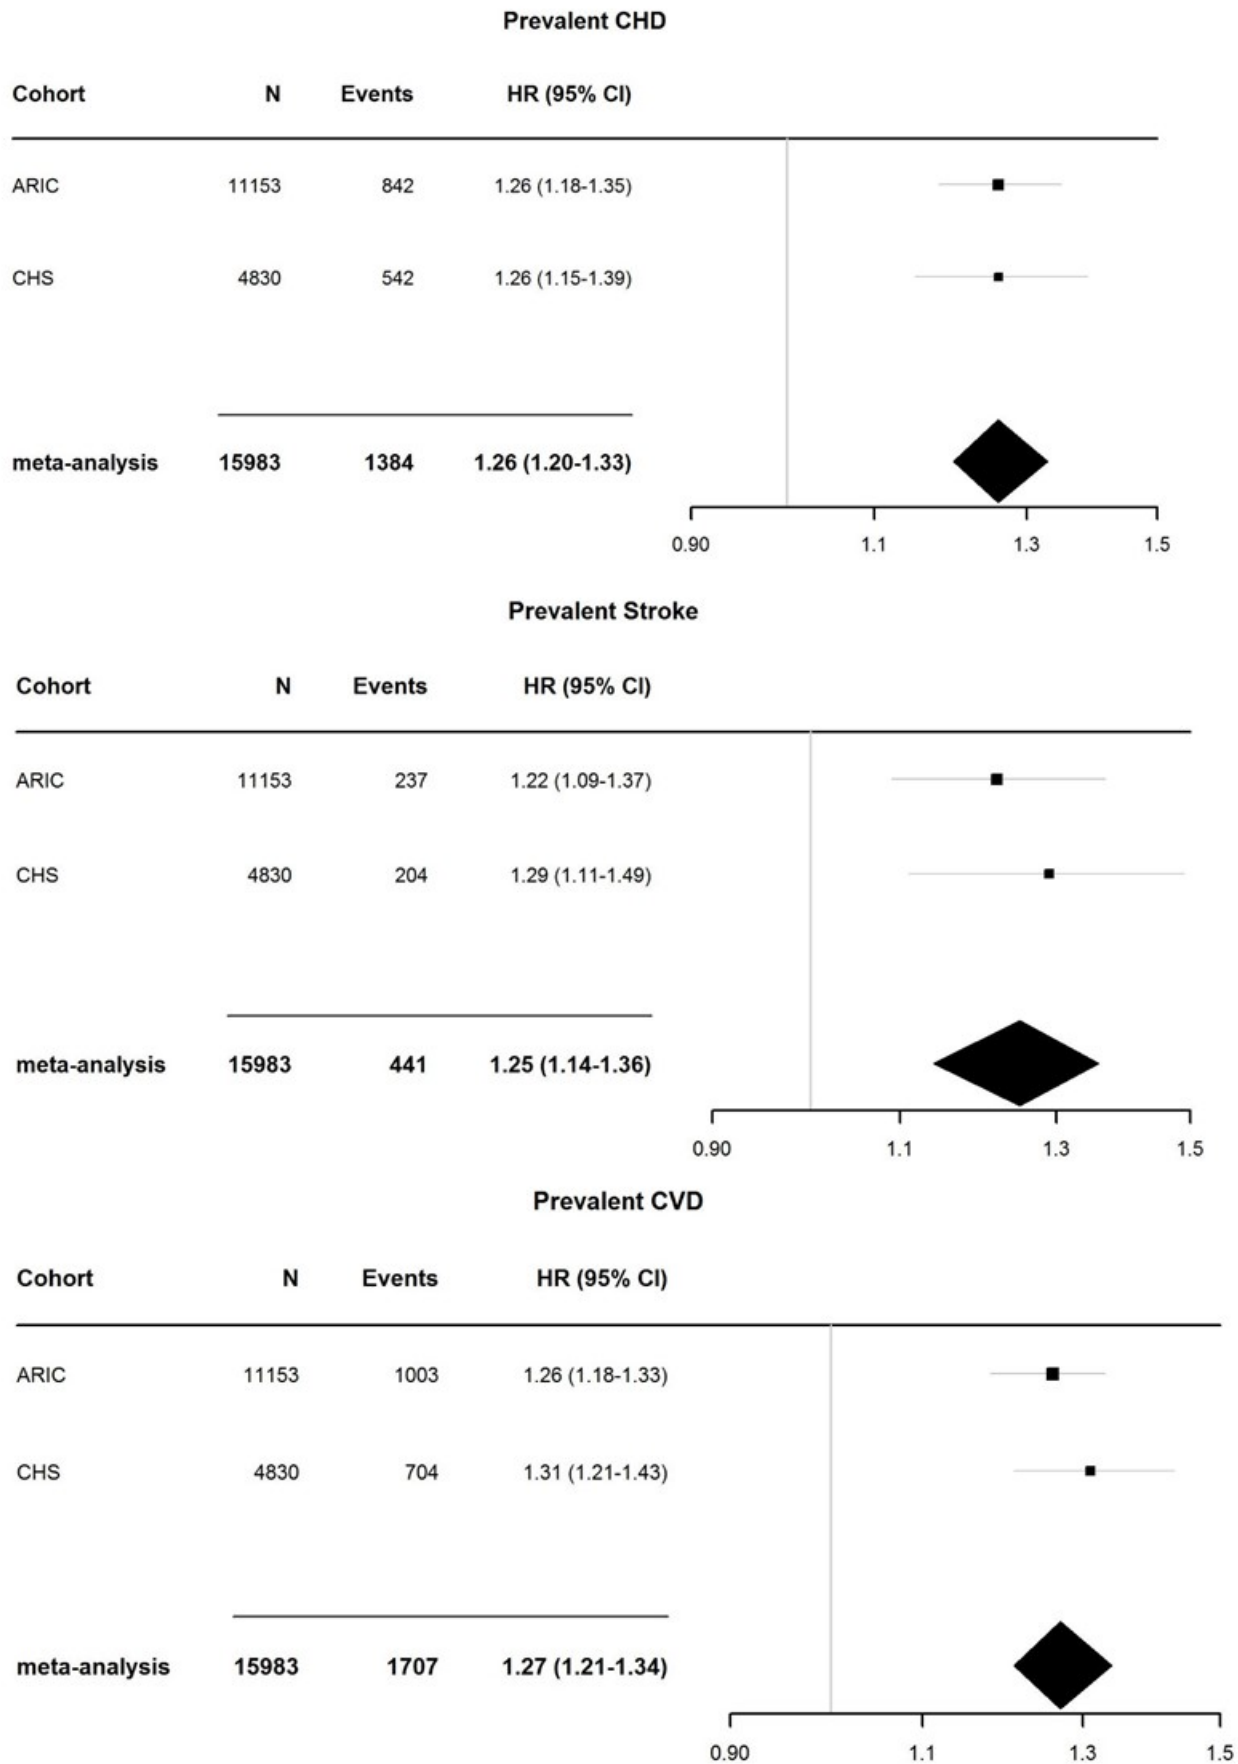 Prevalent CHD
Cohort N Events HR (95% CI)
ARIC 11153 842 1.26 (1.18-1.35)
CHS 4830 542 1.26 (1.15-1.39)
meta-analysis 15983 1384 1.26 (1.20-1.33)
0.90 1.1 1.3 1.5
Prevalent Stroke
Cohort N Events HR (95% CI)
ARIC 11153 237 1.22 (1.09-1.37)
CHS 4830 204 1.29 (1.11-1.49)
meta-analysis 15983 441 1.25 (1.14-1.36)
0.90 1.1 1.3 1.5
Prevalent CVD
Cohort N Events HR (95% CI)
ARIC 11153 1003 1.26 (1.18-1.33)
CHS 4830 704 1.31 (1.21-1.43)
meta-analysis 15983 1707 1.27 (1.21-1.34)
0.90 1.1 1.3 1.5